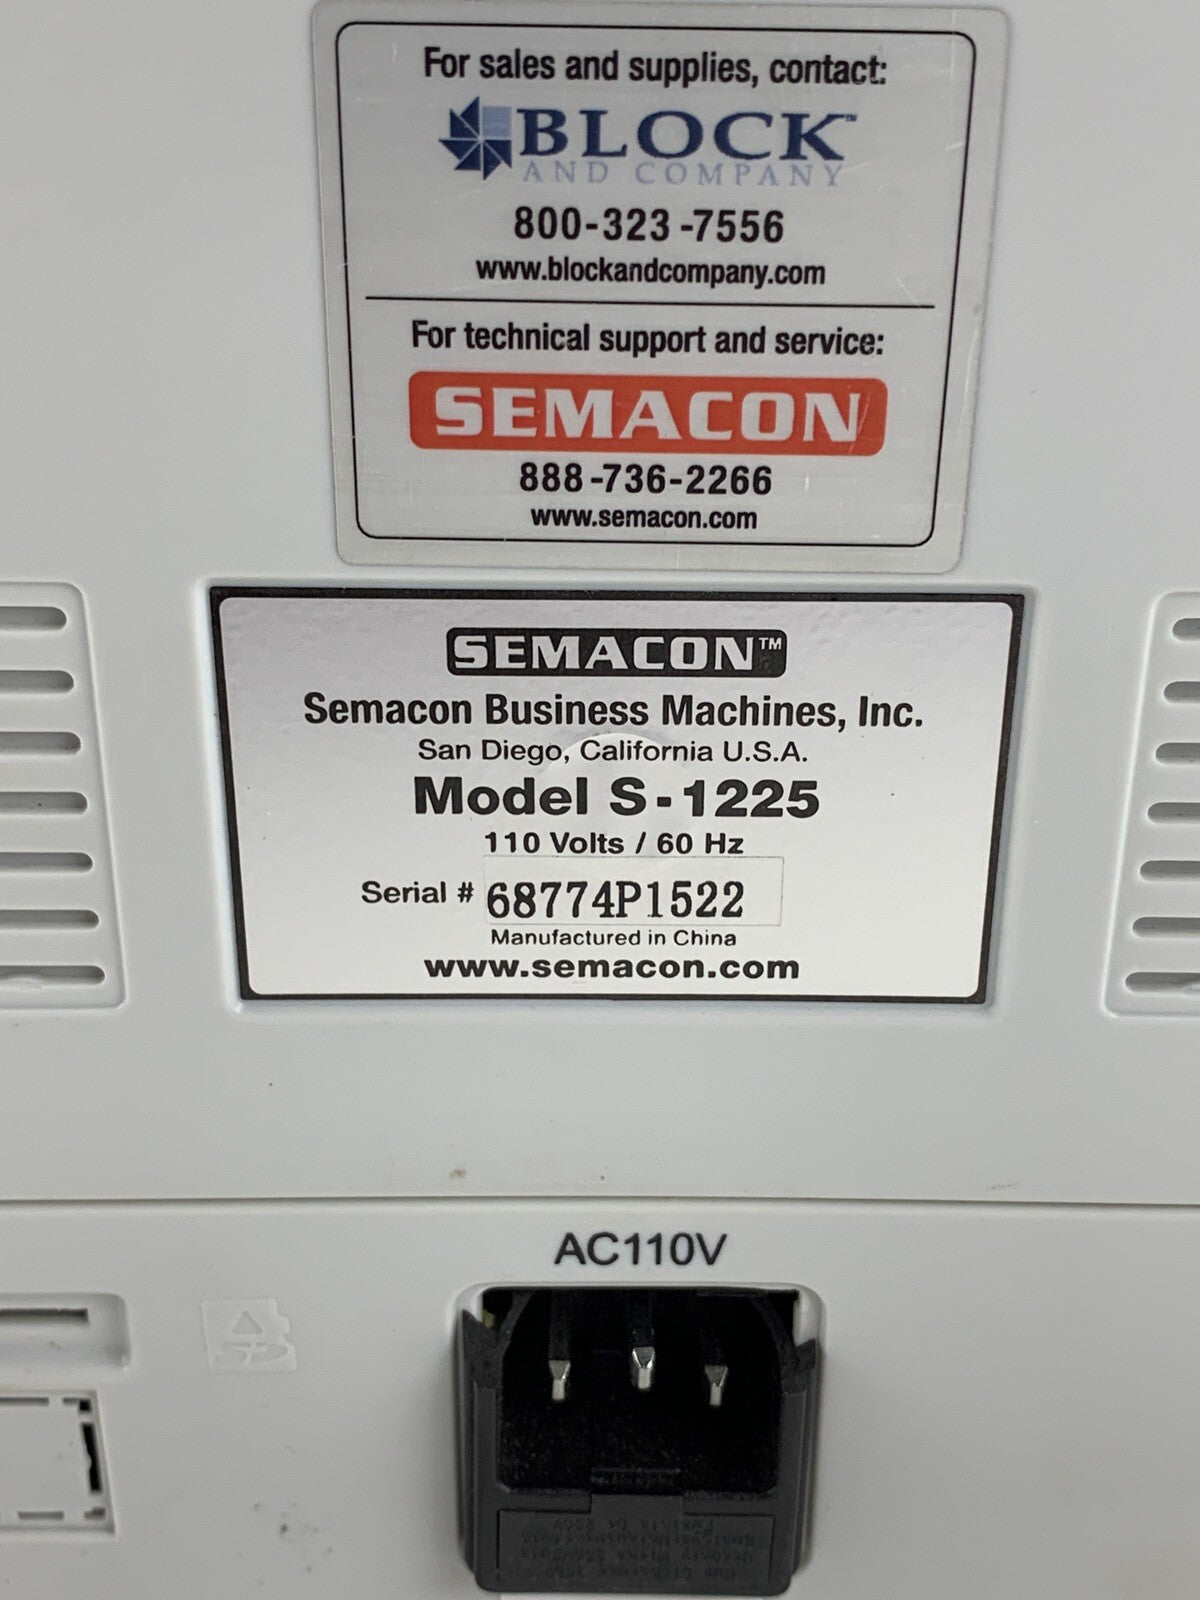 For sales and supplies, contact:
BLOCK™
AND COMPANY
800-323-7556
www.blockandcompany.com
For technical support and service:
SEMACON
888-736-2266
www.semacon.com
SEMACON™
Semacon Business Machines, Inc.
San Diego, California U.S.A.
Model S-1225
110 Volts / 60 Hz
Serial # 68774P1522
Manufactured in China
www.semacon.com
AC110V